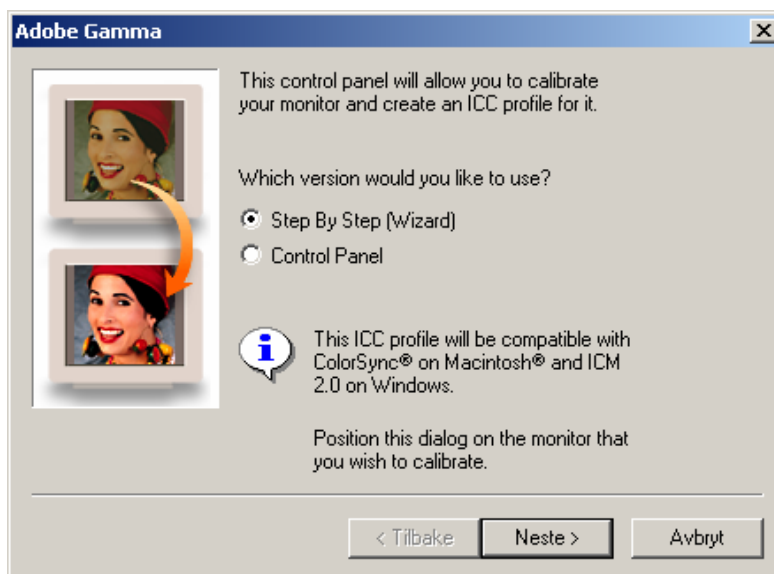 Adobe Gamma
This control panel will allow you to calibrate
your monitor and create an ICC profile for it.
Which version would you like to use?
Step By Step (Wizard)
Control Panel
This ICC profile will be compatible with
ColorSync® on Macintosh® and ICM
2.0 on Windows.
Position this dialog on the monitor that
you wish to calibrate.
< Tilbake
Neste >
Avbryt